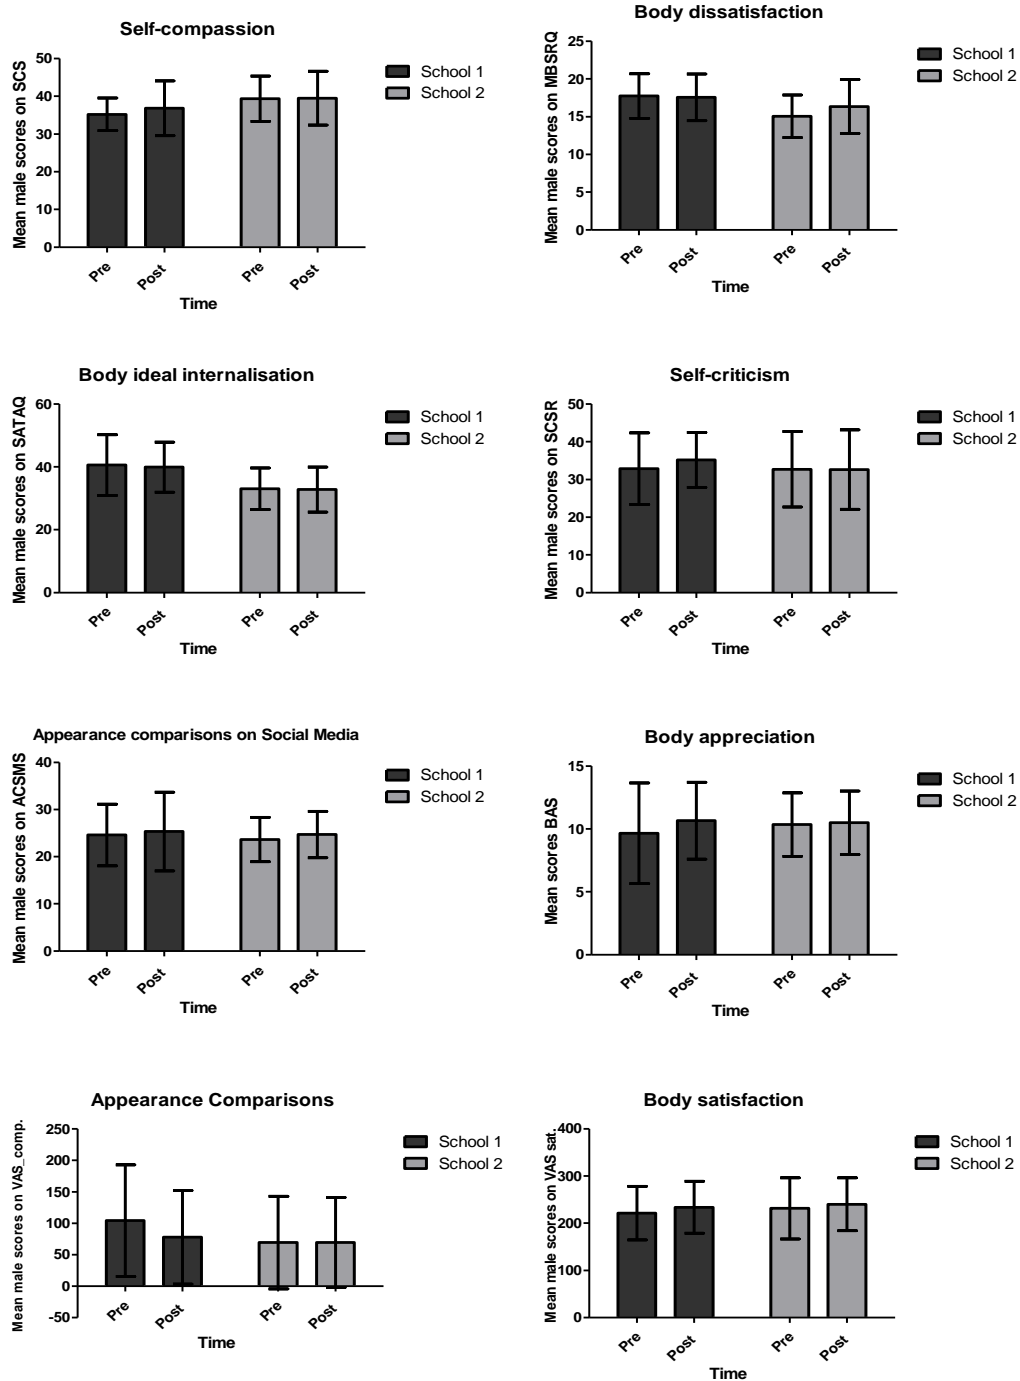 Self-compassion
Mean male scores on SCS
50
40
30
20
10
0
Pre
Post
Pre
Post
Time
School 1
School 2
Body dissatisfaction
Mean male scores on MBSRQ
25
20
15
10
5
0
Pre
Post
Pre
Post
Time
School 1
School 2
Body ideal internalisation
Mean male scores on SATAQ
60
40
20
0
Pre
Post
Pre
Post
Time
School 1
School 2
Self-criticism
Mean male scores on SCSR
50
40
30
20
10
0
Pre
Post
Pre
Post
Time
School 1
School 2
Appearance comparisons on Social Media
Mean male scores on ACSMS
40
30
20
10
0
Pre
Post
Pre
Post
Time
School 1
School 2
Body appreciation
Mean scores BAS
15
10
5
0
Pre
Post
Pre
Post
Time
School 1
School 2
Appearance Comparisons
Mean male scores on VAS_comp.
250
200
150
100
50
0
-50
Pre
Post
Pre
Post
Time
School 1
School 2
Body satisfaction
Mean male scores on VAS sat.
400
300
200
100
0
Pre
Post
Pre
Post
Time
School 1
School 2